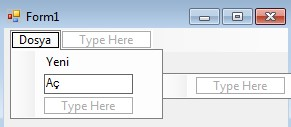 Form1
Dosya Type Here
Yeni
Aç Type Here
Type Here